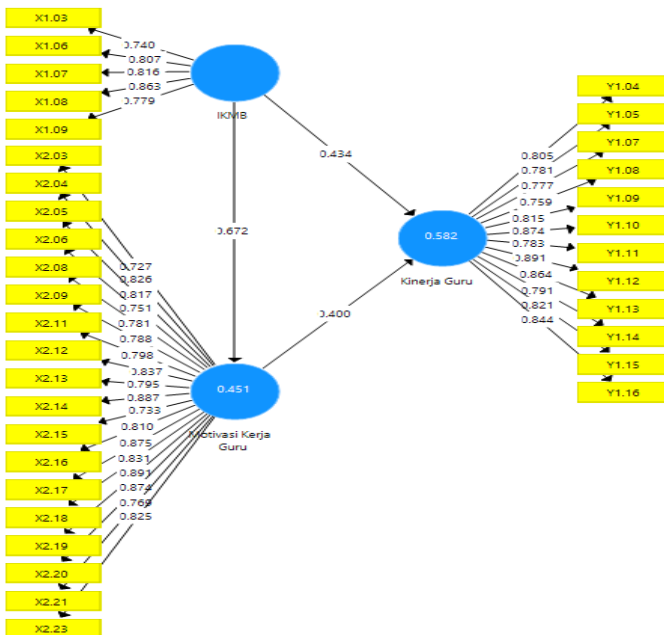 X1.03
X1.06
X1.07
X1.08
X1.09
0.740
0.807
0.816
0.863
0.779
IKMB
0.434
0.672
X2.03
X2.04
X2.05
X2.06
X2.08
X2.09
X2.11
X2.12
X2.13
X2.14
X2.15
X2.16
X2.17
X2.18
X2.19
X2.20
X2.21
X2.23
0.727
0.826
0.817
0.751
0.781
0.788
0.798
0.837
0.795
0.887
0.733
0.810
0.875
0.831
0.891
0.874
0.769
0.825
0.451
Motivasi Kerja
Guru
0.400
0.582
Kinerja Guru
0.805
0.781
0.777
0.759
0.815
0.874
0.783
0.891
0.864
0.791
0.821
0.844
Y1.04
Y1.05
Y1.07
Y1.08
Y1.09
Y1.10
Y1.11
Y1.12
Y1.13
Y1.14
Y1.15
Y1.16